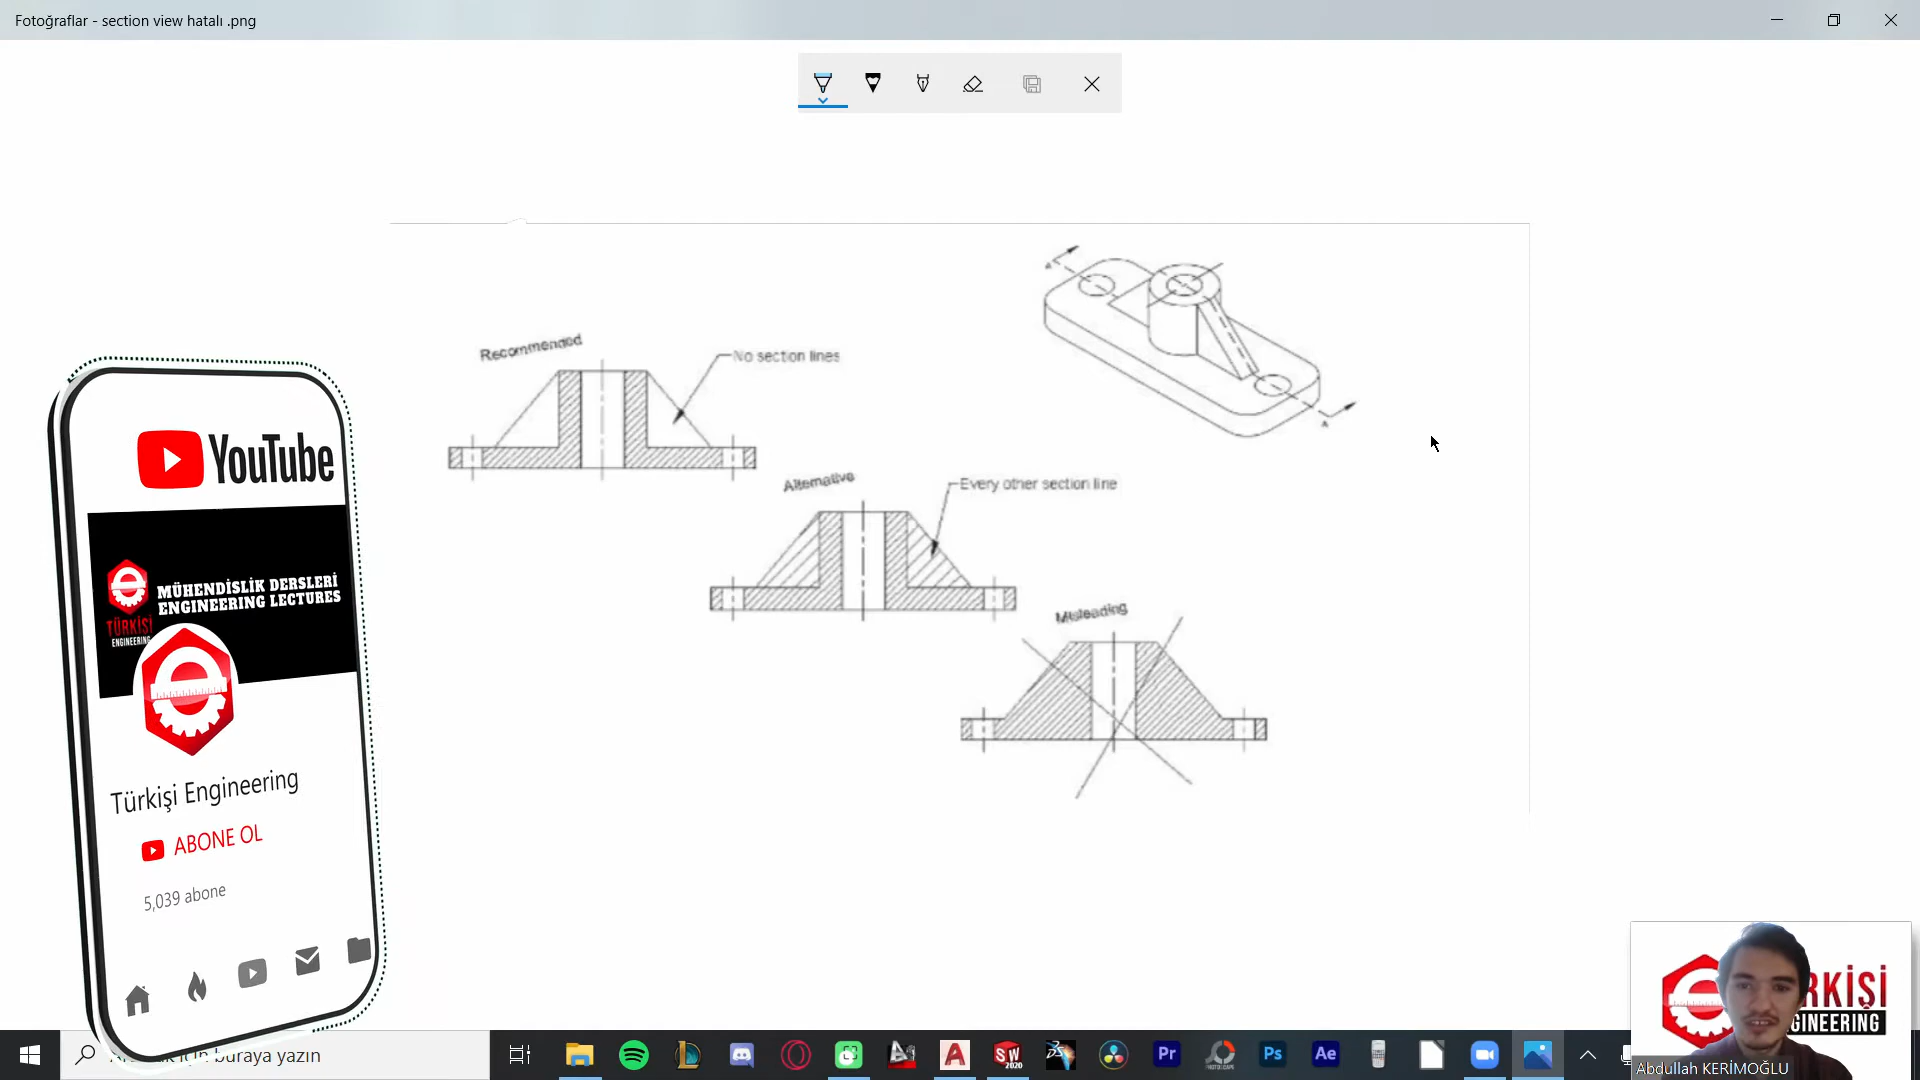 Fotoğraflar - section view hatalı .png
Recommended
No section lines
A
A
Alternative
Every other section line
Misleading
YouTube
MÜHENDİSLİK DERSLERİ
ENGINEERING LECTURES
TÜRKİŞİ
ENGINEERING
Türkişi Engineering
ABONE OL
5,039 abone
buraya yazın
SW
2020
Pr
Ps
Ae
RKİŞİ
GINEERING
Abdullah KERİMOĞLU